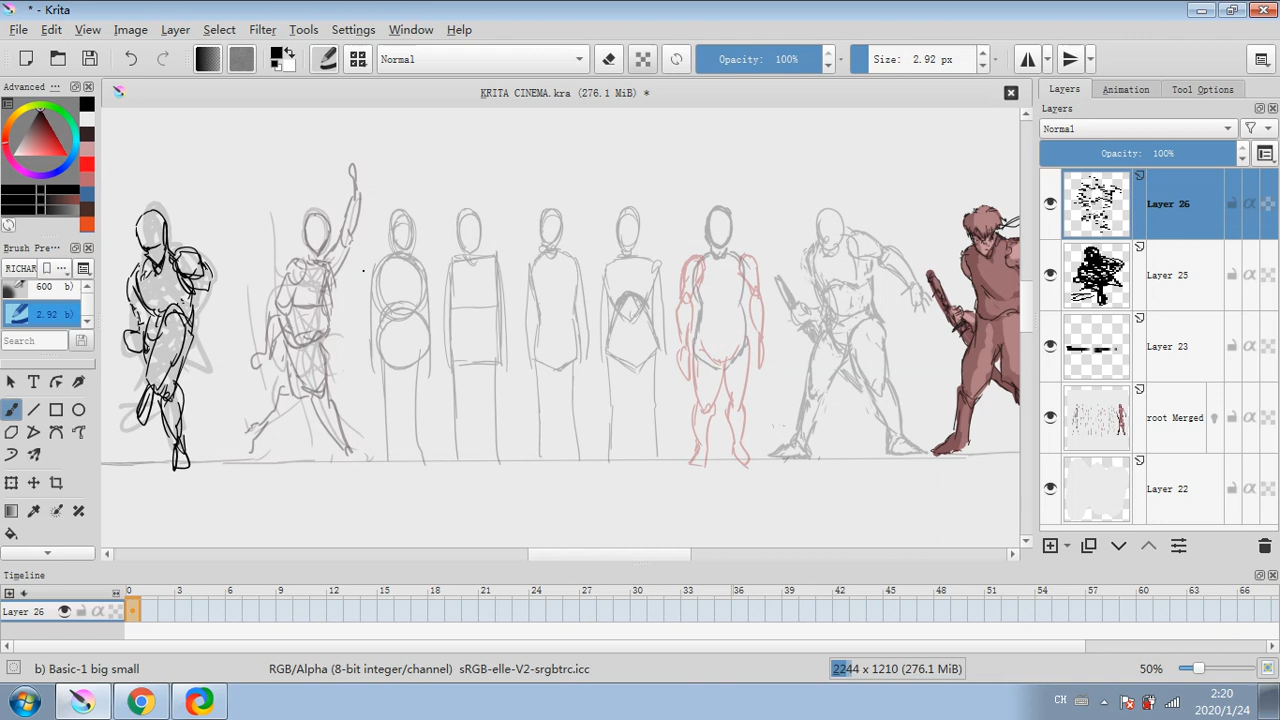 * - Krita
File Edit View Image Layer Select Filter Tools Settings Window Help
Normal Opacity: 100% Size: 2.92 px
Advanced ...
KRITA CINEMA.kra (276.1 MiB) *
Layers Animation Tool Options
Layers
Normal
Opacity: 100%
Layer 26
Layer 25
Layer 23
root Merged
Layer 22
Brush Pre...
RICHAR ...
600 b)
2.92 b)
Search
Timeline
0 3 6 9 12 15 18 21 24 27 30 33 36 39 42 45 48 51 54 57 60 63 66
Layer 26
b) Basic-1 big small RGB/Alpha (8-bit integer/channel) sRGB-elle-V2-srgbtrc.icc 2244 x 1210 (276.1 MiB) 50%
CH 2:20
2020/1/24